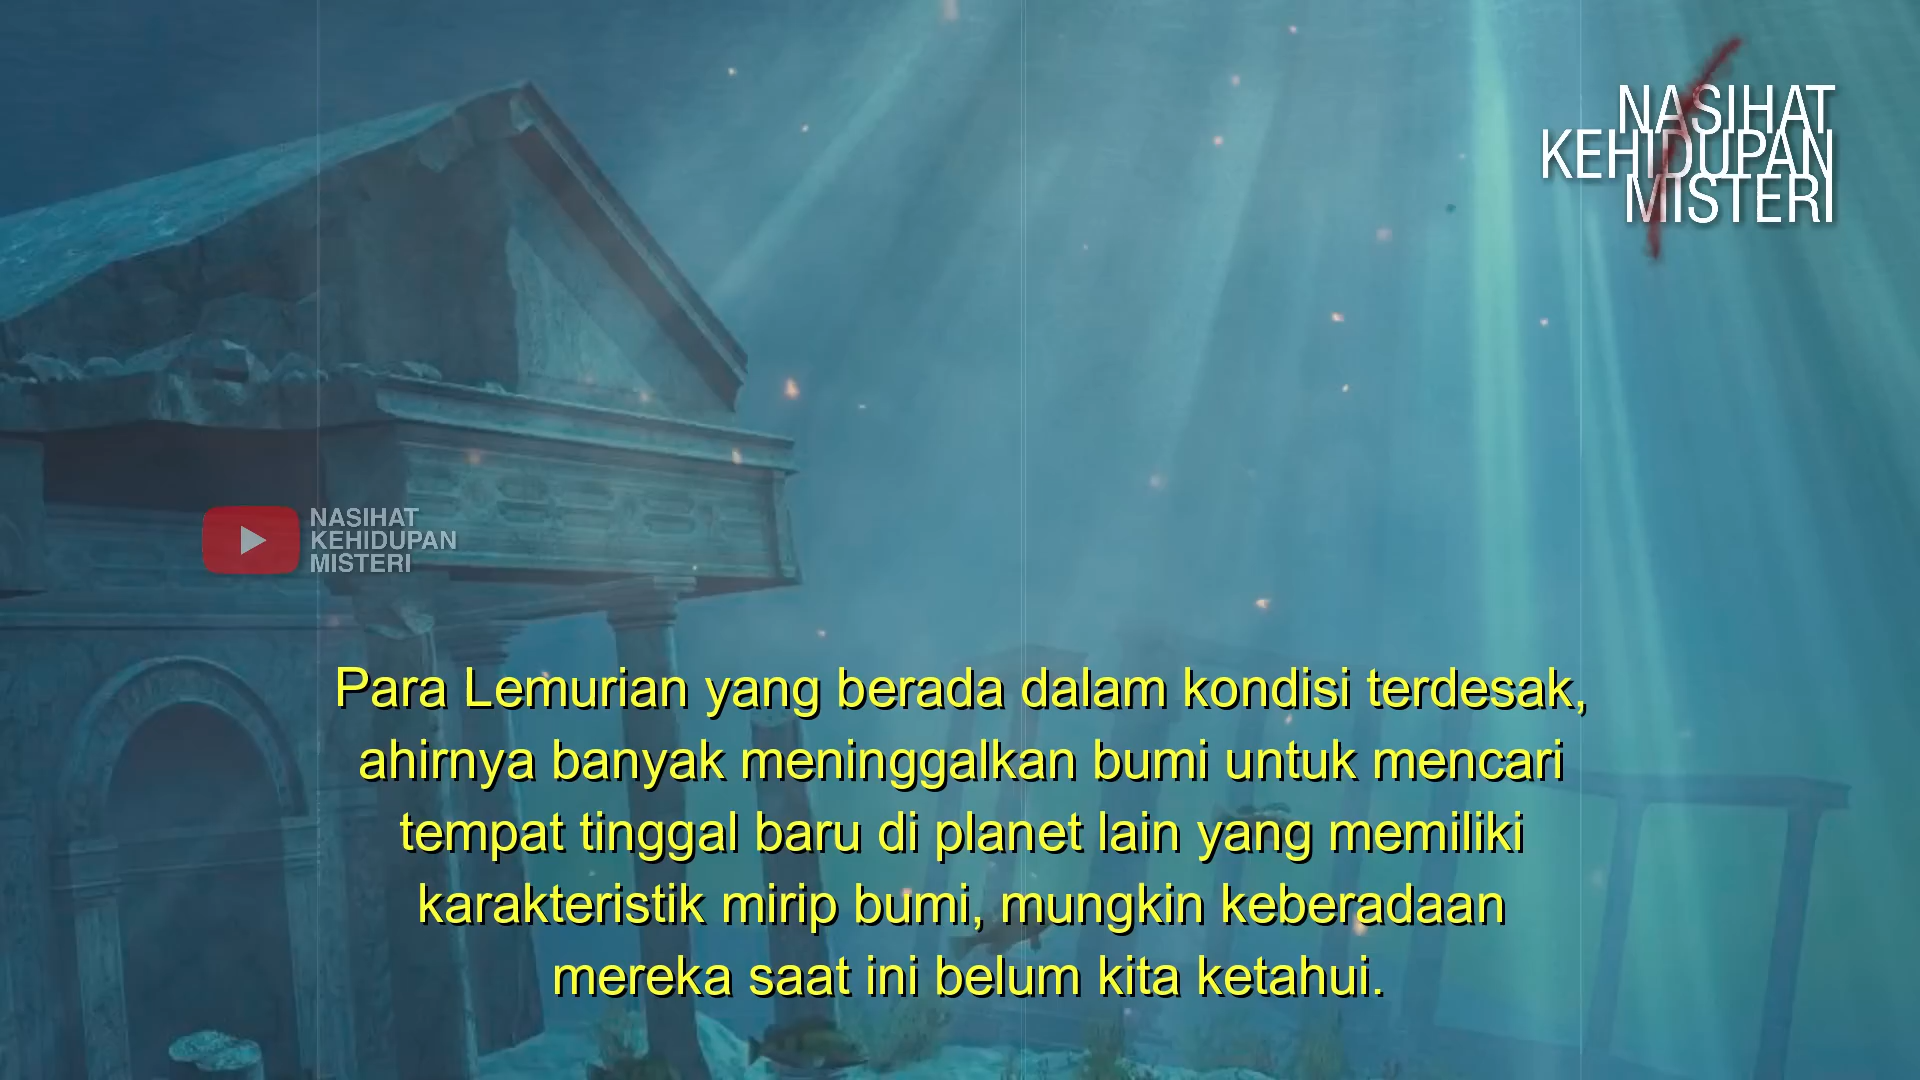 NASIHAT
KEHIDUPAN
MISTERI
NASIHAT
KEHIDUPAN
MISTERI
Para Lemurian yang berada dalam kondisi terdesak,
ahirnya banyak meninggalkan bumi untuk mencari
tempat tinggal baru di planet lain yang memiliki
karakteristik mirip bumi, mungkin keberadaan
mereka saat ini belum kita ketahui.